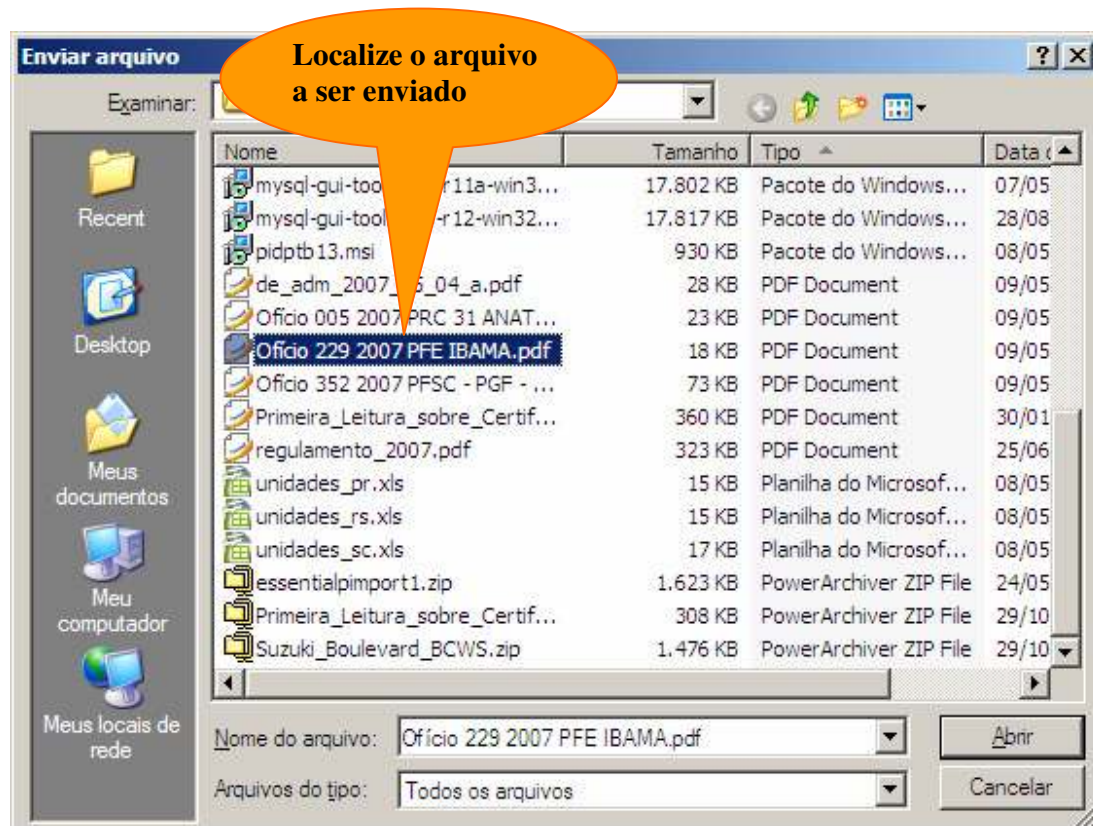 Enviar arquivo
Localize o arquivo
a ser enviado
Examinar:
Nome Tamanho Tipo Data
mysql-gui-too r11a-win3... 17.802 KB Pacote do Windows... 07/05
mysql-gui-tool -r12-win32... 17.817 KB Pacote do Windows... 28/08
pidptb13.msi 930 KB Pacote do Windows... 08/05
de_adm_2007_ 5_04_a.pdf 28 KB PDF Document 09/05
Ofício 005 2007 PRC 31 ANAT... 23 KB PDF Document 09/05
Ofício 229 2007 PFE IBAMA.pdf 18 KB PDF Document 09/05
Ofício 352 2007 PFSC - PGF - ... 73 KB PDF Document 09/05
Primeira_Leitura_sobre_Certif... 360 KB PDF Document 30/01
regulamento_2007.pdf 323 KB PDF Document 25/06
unidades_pr.xls 15 KB Planilha do Microsof... 08/05
unidades_rs.xls 15 KB Planilha do Microsof... 08/05
unidades_sc.xls 17 KB Planilha do Microsof... 08/05
essentialpimport1.zip 1.623 KB PowerArchiver ZIP File 24/05
Primeira_Leitura_sobre_Certif... 308 KB PowerArchiver ZIP File 29/10
Suzuki_Boulevard_BCWS.zip 1.476 KB PowerArchiver ZIP File 29/10
Recent
Desktop
Meus
documentos
Meu
computador
Meus locais de
rede
Nome do arquivo: Ofício 229 2007 PFE IBAMA.pdf Abrir
Arquivos do tipo: Todos os arquivos Cancelar